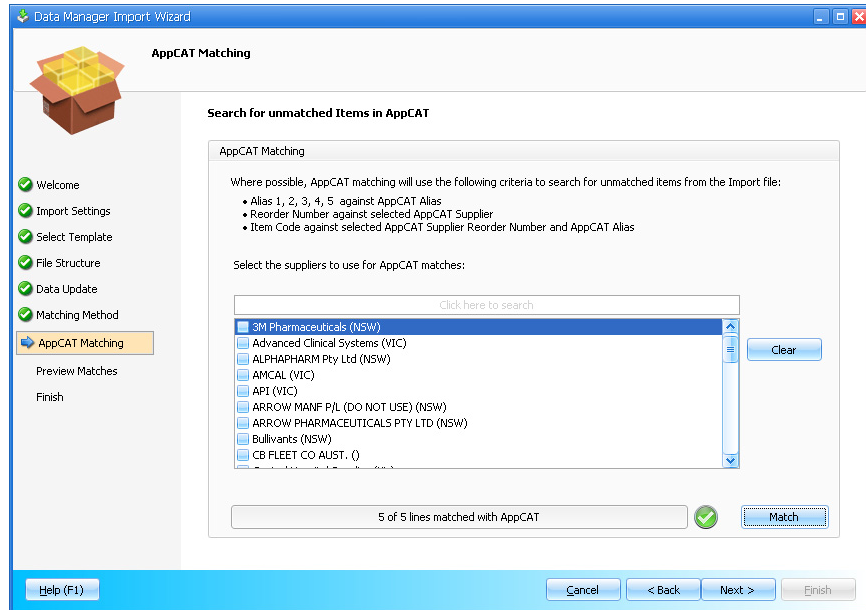 Data Manager Import Wizard
AppCAT Matching
Search for unmatched Items in AppCAT
Welcome
Import Settings
Select Template
File Structure
Data Update
Matching Method
AppCAT Matching
Preview Matches
Finish
AppCAT Matching
Where possible, AppCAT matching will use the following criteria to search for unmatched items from the Import file:
• Alias 1, 2, 3, 4, 5 against AppCAT Alias
• Reorder Number against selected AppCAT Supplier
• Item Code against selected AppCAT Supplier Reorder Number and AppCAT Alias
Select the suppliers to use for AppCAT matches:
Click here to search
3M Pharmaceuticals (NSW)
Advanced Clinical Systems (VIC)
ALPHAPHARM Pty Ltd (NSW)
AMCAL (VIC)
API (VIC)
ARROW MANF P/L (DO NOT USE) (NSW)
ARROW PHARMACEUTICALS PTY LTD (NSW)
Bullivants (NSW)
CB FLEET CO AUST. ()
Clear
5 of 5 lines matched with AppCAT
Match
Help (F1)
Cancel
< Back
Next >
Finish